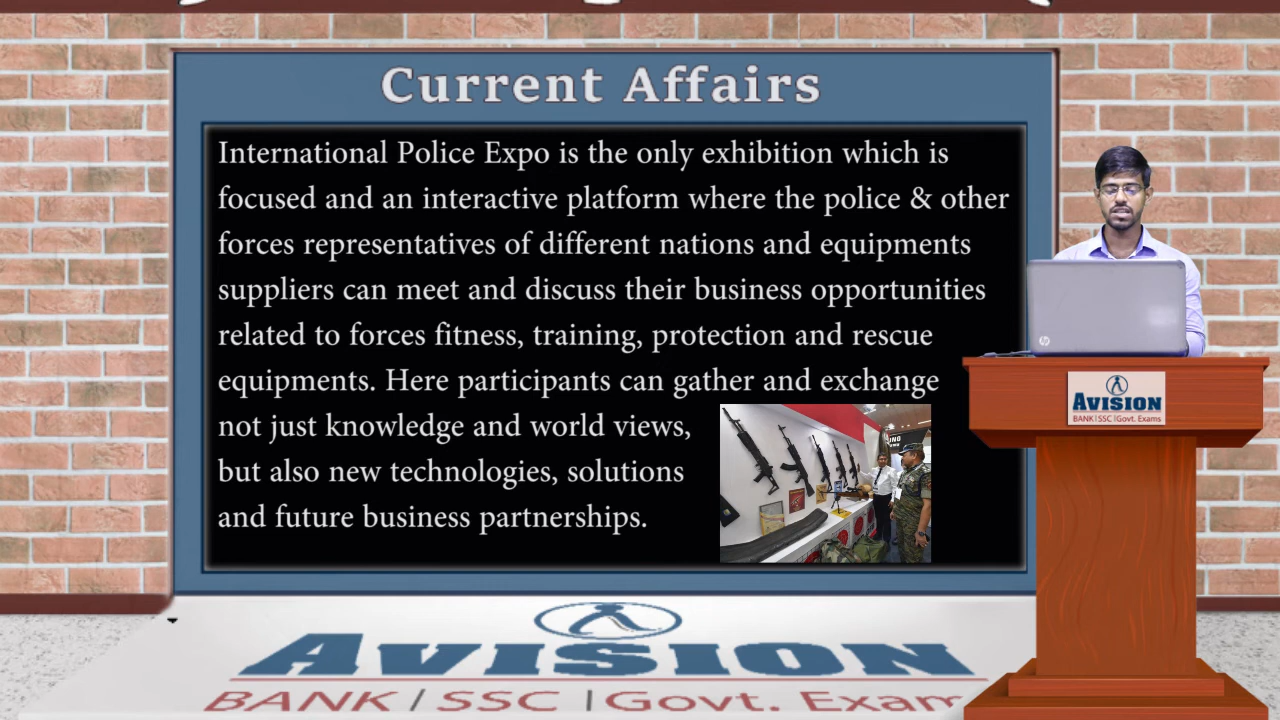 Current Affairs
International Police Expo is the only exhibition which is
focused and an interactive platform where the police & other
forces representatives of different nations and equipments
suppliers can meet and discuss their business opportunities
related to forces fitness, training, protection and rescue
equipments. Here participants can gather and exchange
not just knowledge and world views,
but also new technologies, solutions
and future business partnerships.
hp
AVISION
BANK|SSC|Govt. Exams
AVISION
BANK | SSC | Govt. Exam